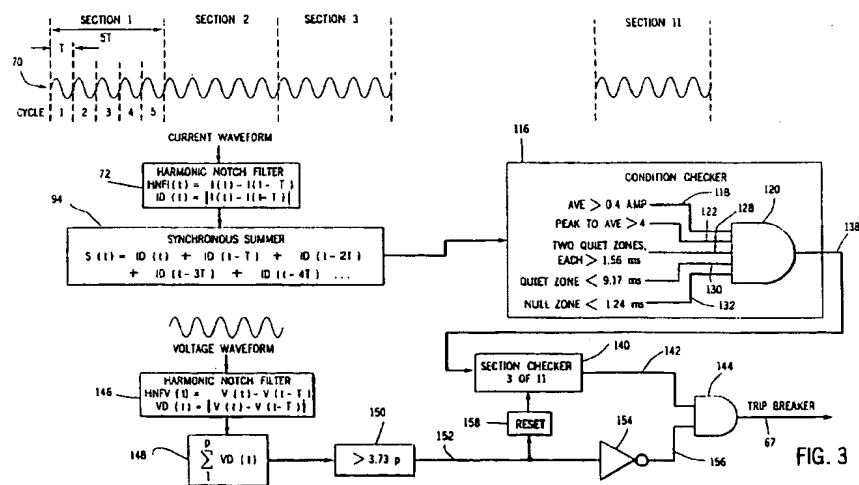 SECTION 1 SECTION 2 SECTION 3 SECTION 11
5T
T
70
CYCLE 1 2 3 4 5
CURRENT WAVEFORM
72
HARMONIC NOTCH FILTER
HNFI(t) = I(t) - I(t - T)
ID(t) = |I(t) - I(t - T)|
94
SYNCHRONOUS SUMMER
S(t) = ID(t) + ID(t-T) + ID(t-2T)
+ ID(t-3T) + ID(t-4T) ...
116
CONDITION CHECKER
AVE > 0.4 AMP 118 120
PEAK TO AVE > 4 122 128
TWO QUIET ZONES,
EACH > 1.56 ms
130
QUIET ZONE < 9.17 ms
NULL ZONE < 1.24 ms 132
138
VOLTAGE WAVEFORM
146
HARMONIC NOTCH FILTER
HNFV(t) = V(t) - V(t-T)
VD(t) = |V(t) - V(t-T)|
148
p
∑ VD(t)
1
150
> 3.73 p
152
140
SECTION CHECKER
3 OF 11
142
144
158 RESET
154
156
TRIP BREAKER
67
FIG. 3